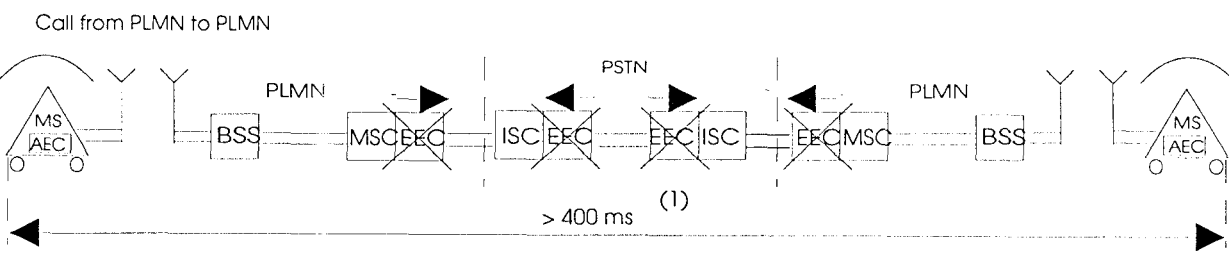 Call from PLMN to PLMN
PSTN
PLMN
PLMN
MS
AEC
BSS
MSC EEC
ISC EEC
EEC ISC
EEC MSC
BSS
MS
AEC
(1)
> 400 ms